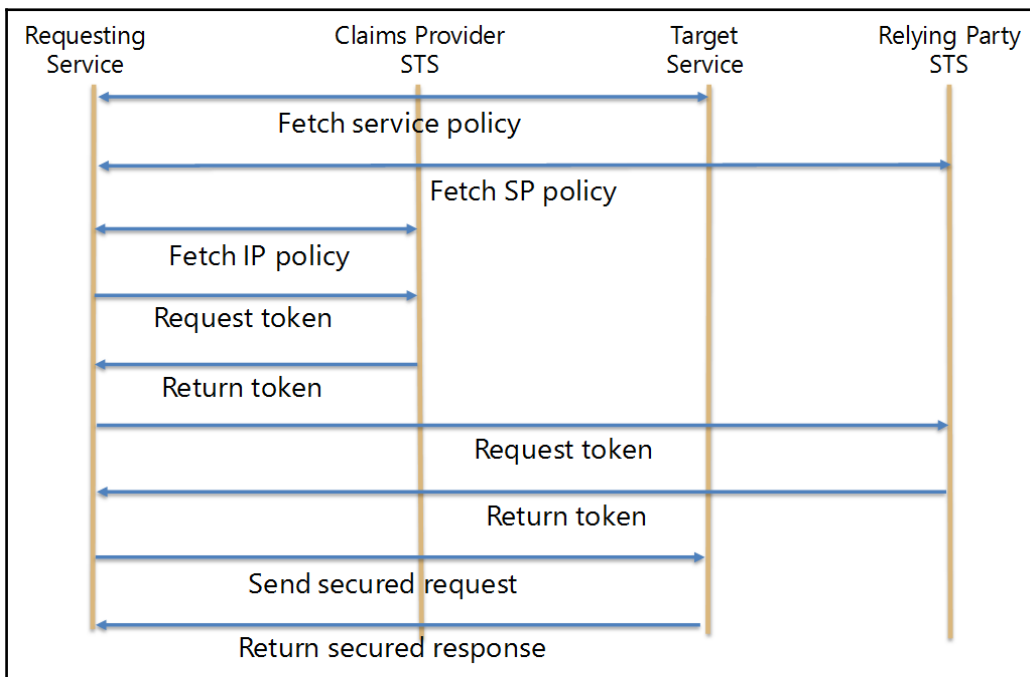 Requesting
Service
Claims Provider
STS
Target
Service
Relying Party
STS
Fetch service policy
Fetch SP policy
Fetch IP policy
Request token
Return token
Request token
Return token
Send secured request
Return secured response